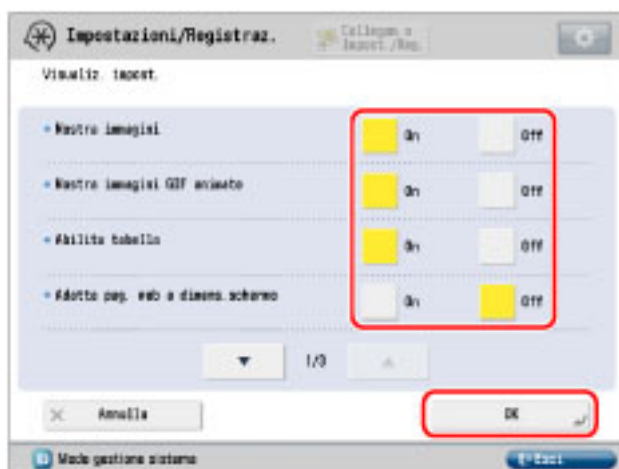 Impostazioni/Registraz.
Collegam a
Impost./Reg.
Visualiz. impost.
Mostra immagini On Off
Mostra immagini GIF animate On Off
Abilita tabella On Off
Adatta pag. web a dimens.schermo On Off
1/3
Annulla OK
Modo gestione sistema Esci